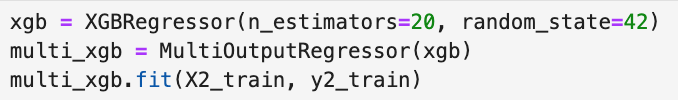 xgb = XGBRegressor(n_estimators=20, random_state=42)
multi_xgb = MultiOutputRegressor(xgb)
multi_xgb.fit(X2_train, y2_train)